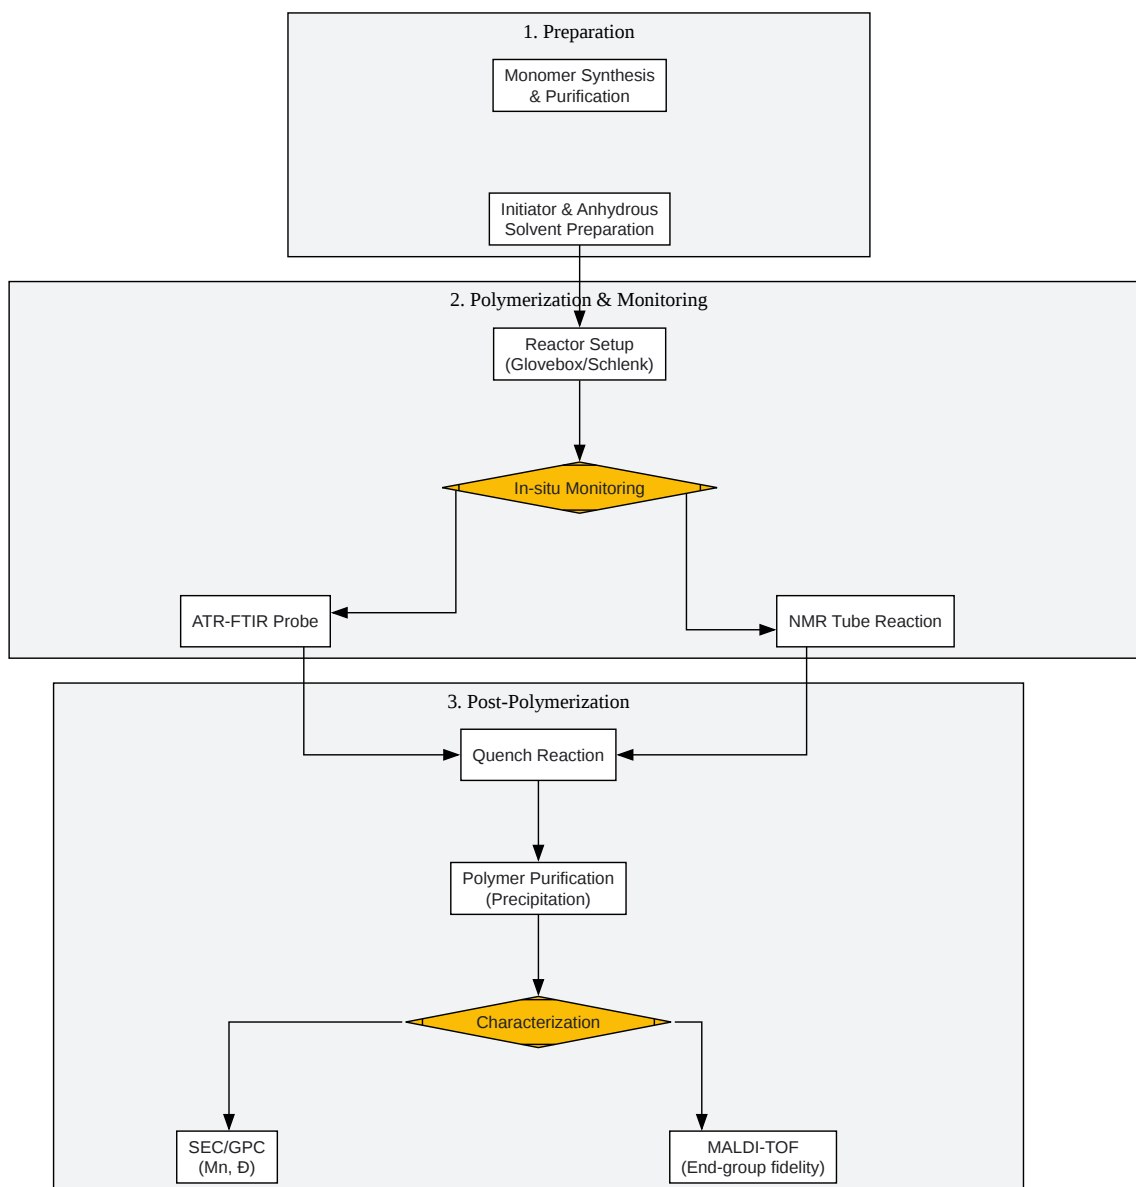 1. Preparation
Monomer Synthesis
& Purification
Initiator & Anhydrous
Solvent Preparation
2. Polymerization & Monitoring
Reactor Setup
(Glovebox/Schlenk)
In-situ Monitoring
ATR-FTIR Probe
NMR Tube Reaction
3. Post-Polymerization
Quench Reaction
Polymer Purification
(Precipitation)
Characterization
SEC/GPC
(Mn, Đ)
MALDI-TOF
(End-group fidelity)